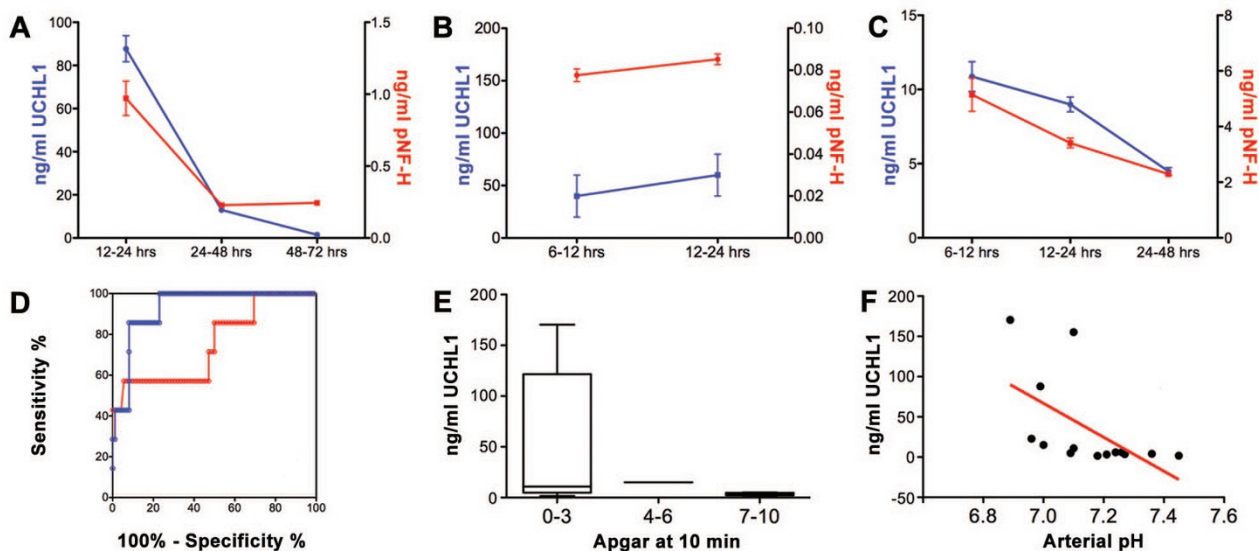 A
ng/ml UCHL1
100
80
60
40
20
0
12-24 hrs
24-48 hrs
48-72 hrs
1.5
1.0
0.5
0.0
ng/ml pNF-H
B
ng/ml UCHL1
200
150
100
50
0
6-12 hrs
12-24 hrs
0.10
0.08
0.06
0.04
0.02
0.00
ng/ml pNF-H
C
ng/ml UCHL1
15
10
5
0
6-12 hrs
12-24 hrs
24-48 hrs
8
6
4
2
0
ng/ml pNF-H
D
Sensitivity %
100
80
60
40
20
0
0 20 40 60 80 100
100% - Specificity %
E
ng/ml UCHL1
200
150
100
50
0
0-3
4-6
7-10
Apgar at 10 min
F
ng/ml UCHL1
200
150
100
50
0
-50
6.8 7.0 7.2 7.4 7.6
Arterial pH